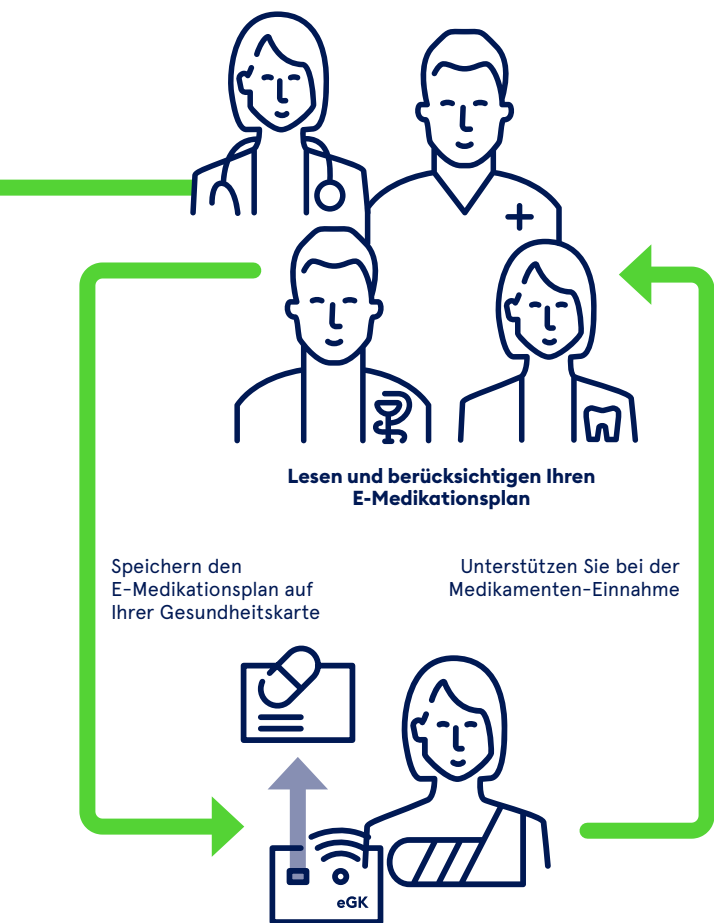 Lesen und berücksichtigen Ihren
E-Medikationsplan
Speichern den
E-Medikationsplan auf
Ihrer Gesundheitskarte
Unterstützen Sie bei der
Medikamenten-Einnahme
eGK